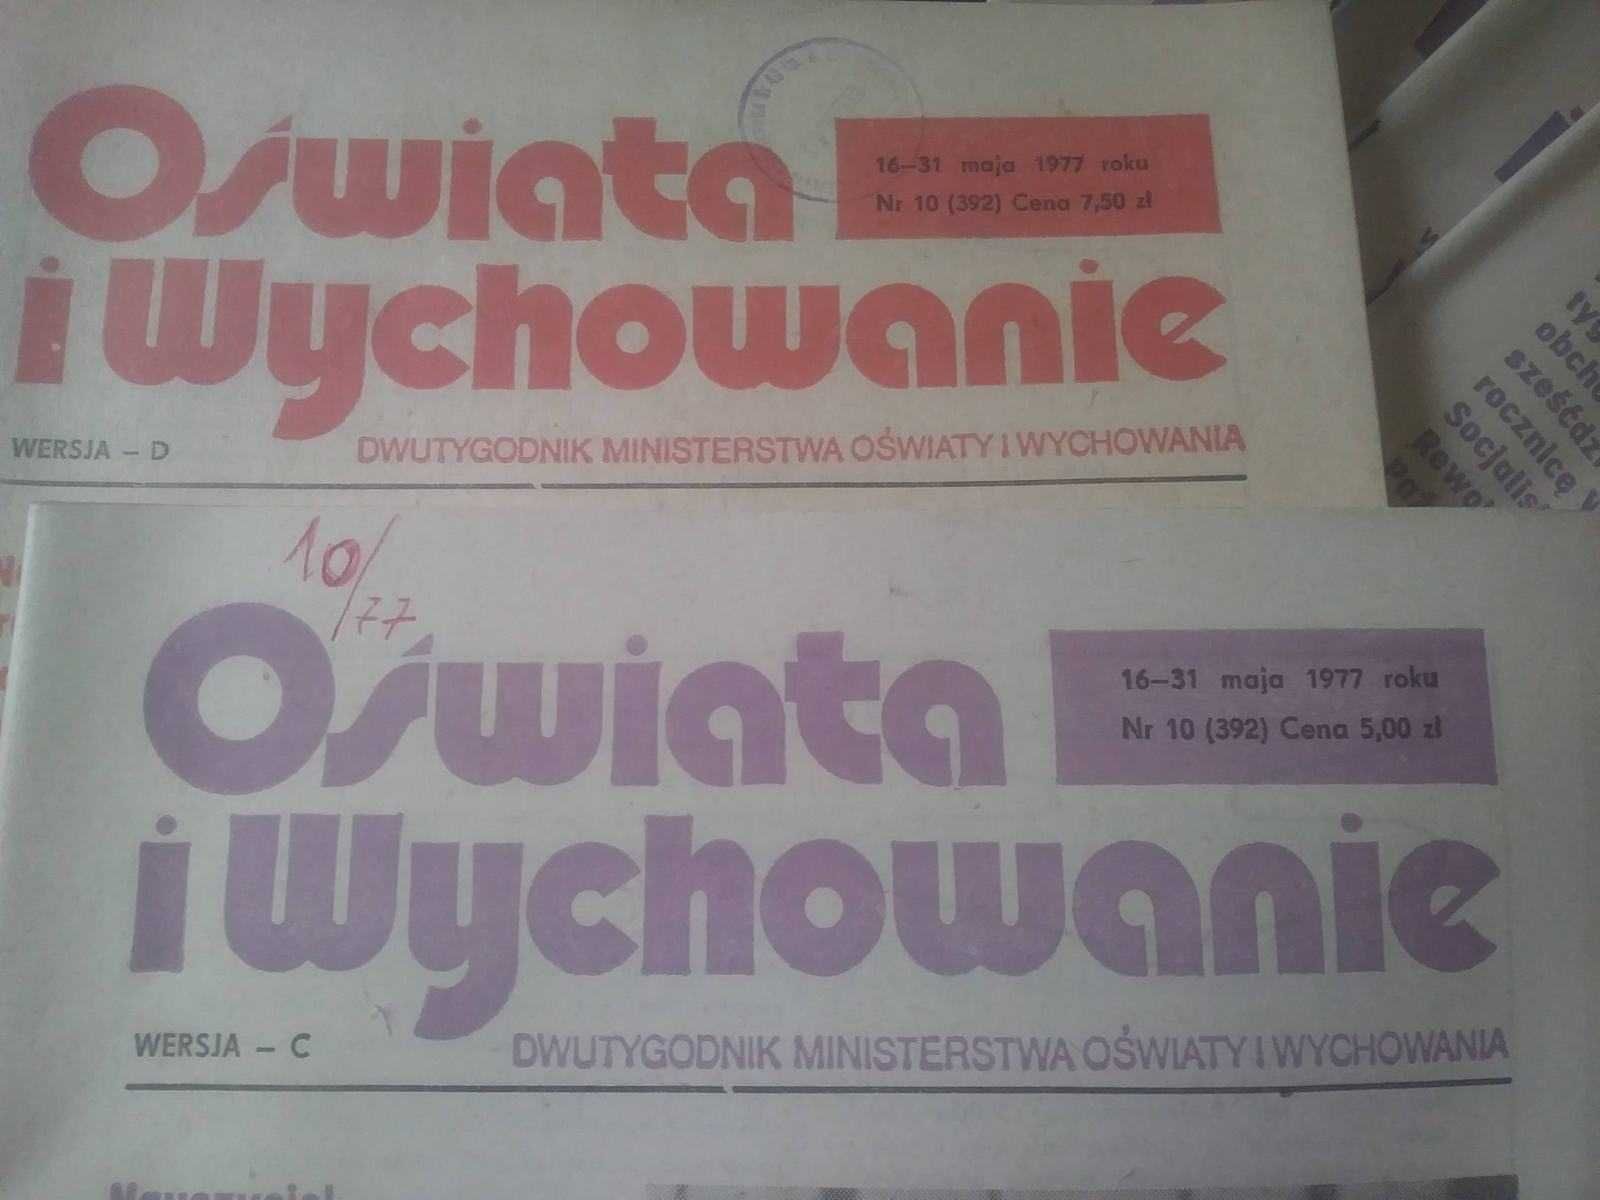 Oświata
16–31 maja 1977 roku
Nr 10 (392) Cena 7,50 zł
i Wychowanie
WERSJA – D
DWUTYGODNIK MINISTERSTWA OŚWIATY I WYCHOWANIA
10/77
Oświata
16–31 maja 1977 roku
Nr 10 (392) Cena 5,00 zł
i Wychowanie
WERSJA – C
DWUTYGODNIK MINISTERSTWA OŚWIATY I WYCHOWANIA
rocznicę